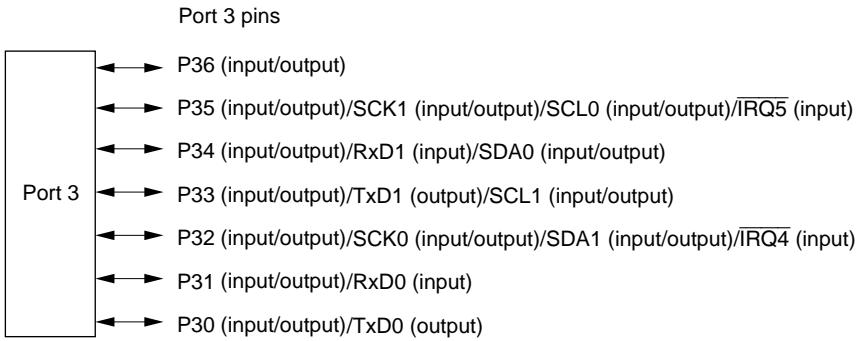 Port 3 pins
P36 (input/output)
P35 (input/output)/SCK1 (input/output)/SCL0 (input/output)/I̅R̅Q̅5̅ (input)
P34 (input/output)/RxD1 (input)/SDA0 (input/output)
Port 3
P33 (input/output)/TxD1 (output)/SCL1 (input/output)
P32 (input/output)/SCK0 (input/output)/SDA1 (input/output)/I̅R̅Q̅4̅ (input)
P31 (input/output)/RxD0 (input)
P30 (input/output)/TxD0 (output)